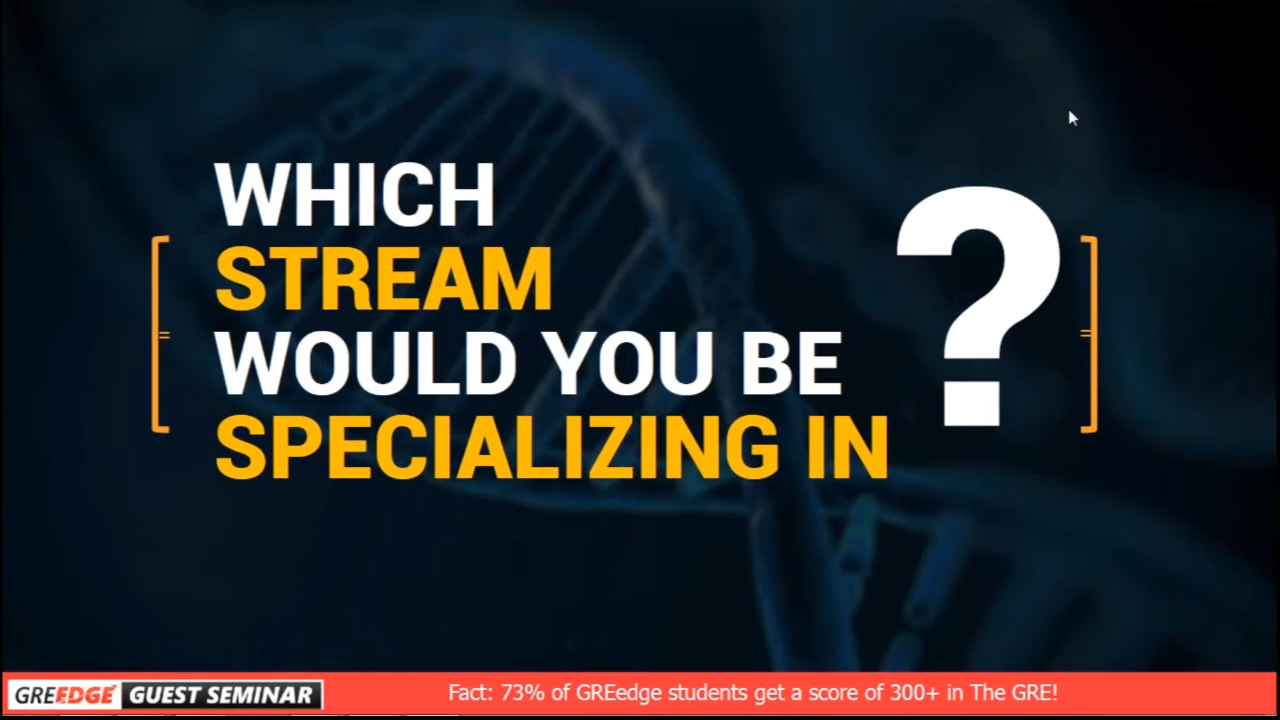 WHICH
STREAM
WOULD YOU BE
SPECIALIZING IN
?
GREEDGE GUEST SEMINAR
Fact: 73% of GREedge students get a score of 300+ in The GRE!